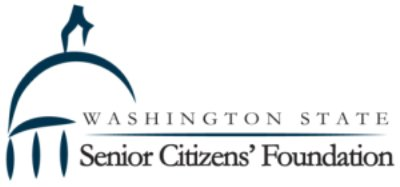 WASHINGTON STATE
Senior Citizens' Foundation